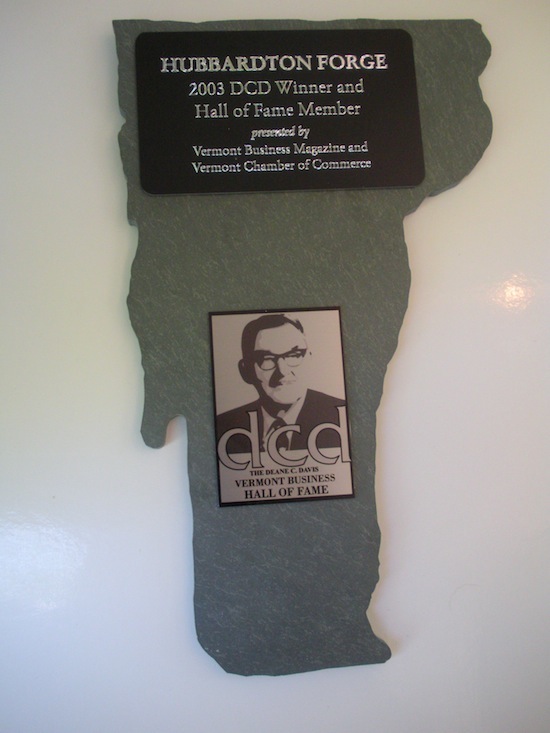 HUBBARDTON FORGE
2003 DCD Winner and
Hall of Fame Member
presented by
Vermont Business Magazine and
Vermont Chamber of Commerce
dcd
THE DEANE C. DAVIS
VERMONT BUSINESS
HALL OF FAME